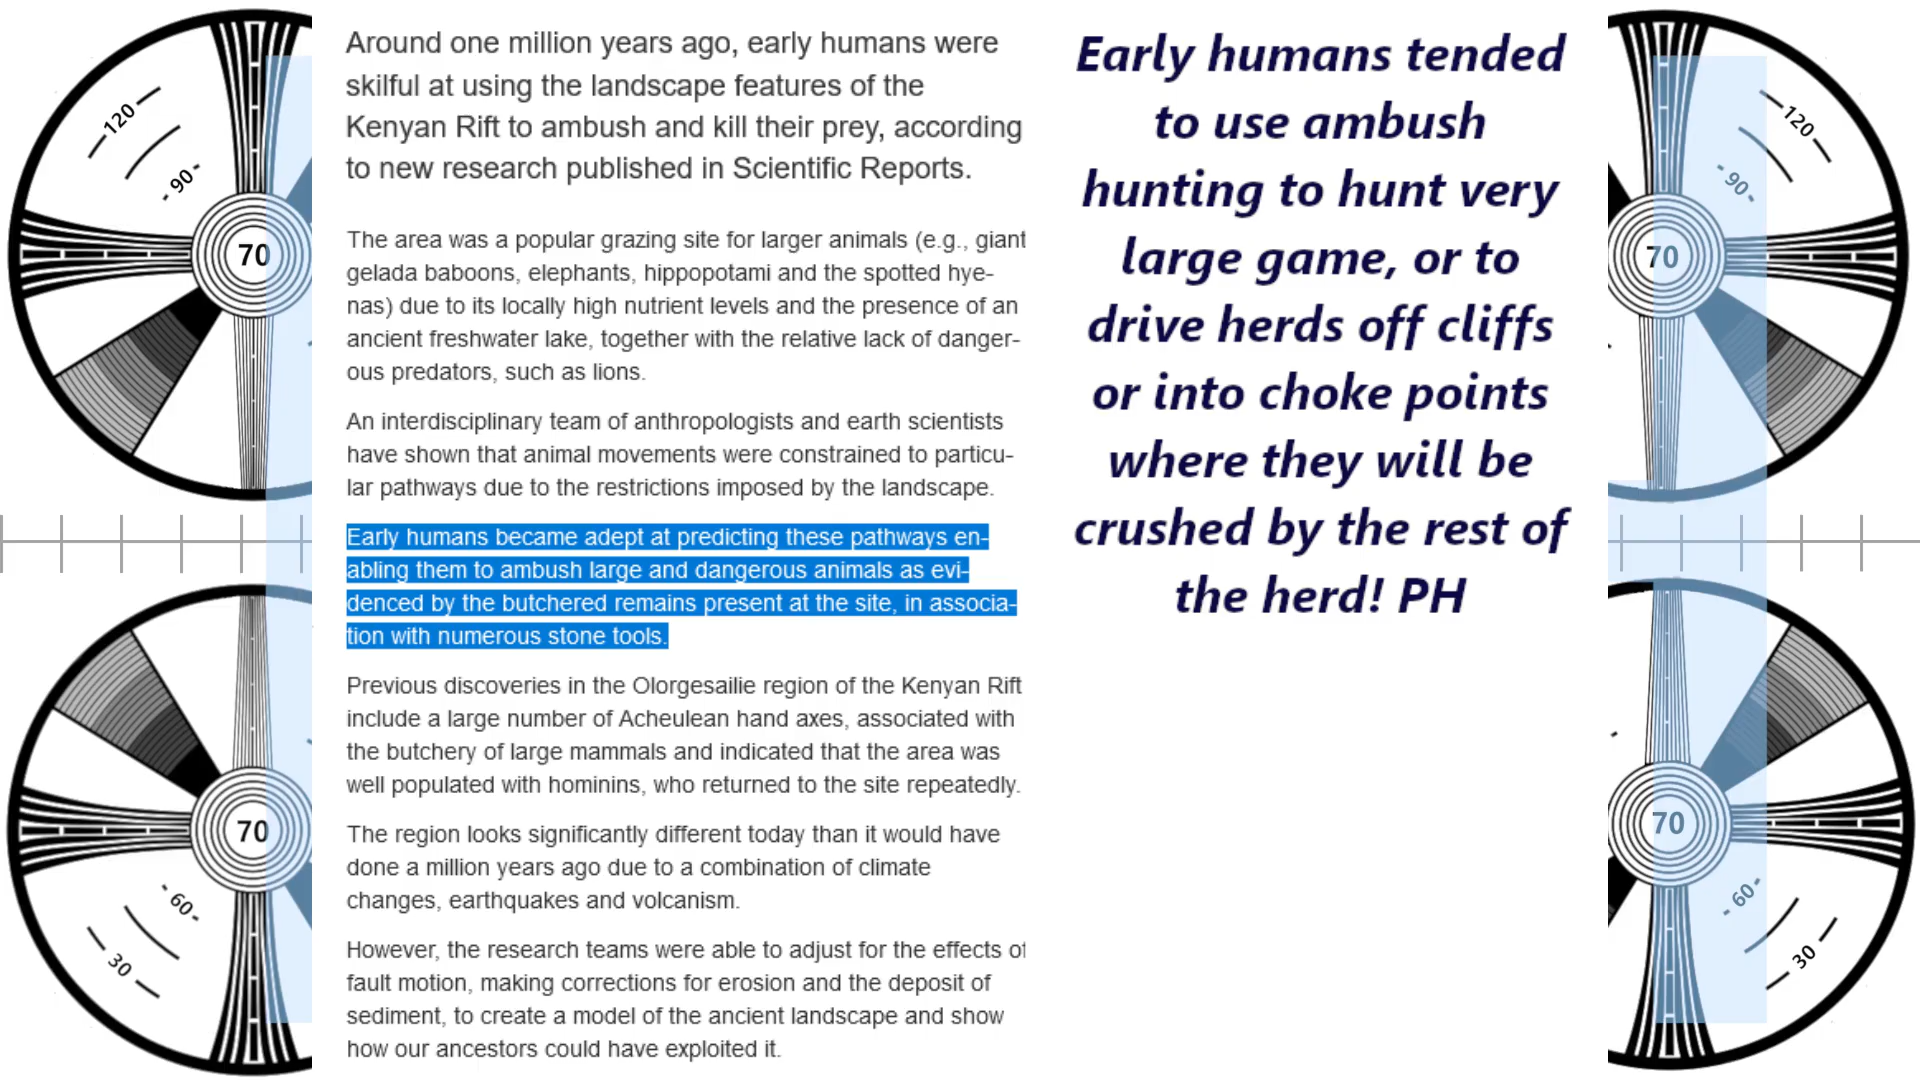 Around one million years ago, early humans were
skilful at using the landscape features of the
Kenyan Rift to ambush and kill their prey, according
to new research published in Scientific Reports.
The area was a popular grazing site for larger animals (e.g., giant
gelada baboons, elephants, hippopotami and the spotted hye-
nas) due to its locally high nutrient levels and the presence of an
ancient freshwater lake, together with the relative lack of danger-
ous predators, such as lions.
An interdisciplinary team of anthropologists and earth scientists
have shown that animal movements were constrained to particu-
lar pathways due to the restrictions imposed by the landscape.
Early humans became adept at predicting these pathways en-
abling them to ambush large and dangerous animals as evi-
denced by the butchered remains present at the site, in associa-
tion with numerous stone tools.
Previous discoveries in the Olorgesailie region of the Kenyan Rift
include a large number of Acheulean hand axes, associated with
the butchery of large mammals and indicated that the area was
well populated with hominins, who returned to the site repeatedly.
The region looks significantly different today than it would have
done a million years ago due to a combination of climate
changes, earthquakes and volcanism.
However, the research teams were able to adjust for the effects of
fault motion, making corrections for erosion and the deposit of
sediment, to create a model of the ancient landscape and show
how our ancestors could have exploited it.
Early humans tended
to use ambush
hunting to hunt very
large game, or to
drive herds off cliffs
or into choke points
where they will be
crushed by the rest of
the herd! PH
120
- 90 -
70
70
- 60 -
30
120
- 90 -
70
70
- 60 -
30